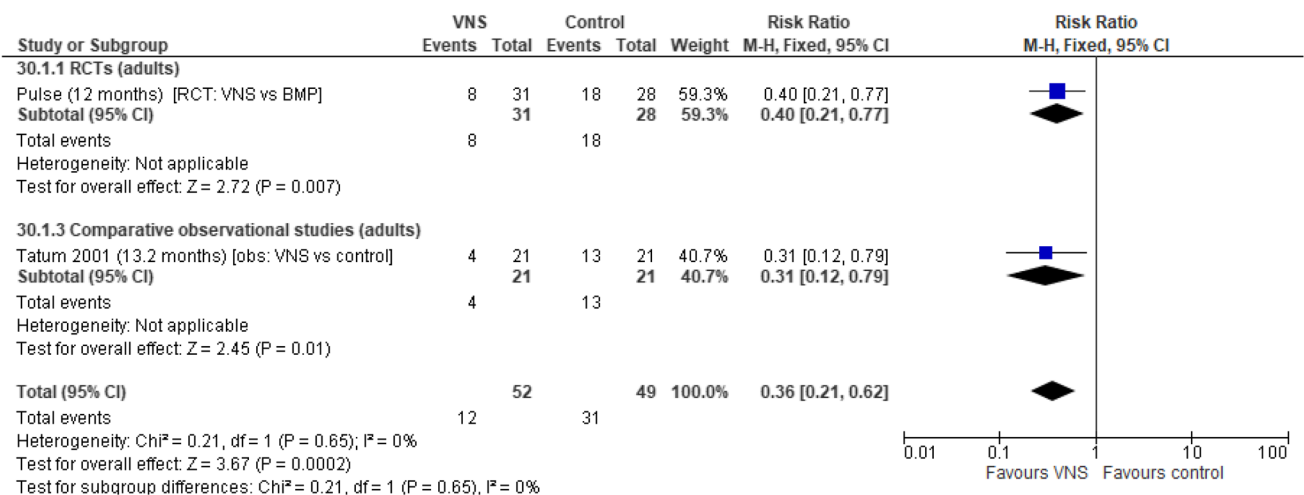 VNS Control Risk Ratio Risk Ratio
Study or Subgroup Events Total Events Total Weight M-H, Fixed, 95% CI M-H, Fixed, 95% CI
30.1.1 RCTs (adults)
Pulse (12 months) [RCT: VNS vs BMP] 8 31 18 28 59.3% 0.40 [0.21, 0.77]
Subtotal (95% CI) 31 28 59.3% 0.40 [0.21, 0.77]
Total events 8 18
Heterogeneity: Not applicable
Test for overall effect: Z = 2.72 (P = 0.007)
30.1.3 Comparative observational studies (adults)
Tatum 2001 (13.2 months) [obs: VNS vs control] 4 21 13 21 40.7% 0.31 [0.12, 0.79]
Subtotal (95% CI) 21 21 40.7% 0.31 [0.12, 0.79]
Total events 4 13
Heterogeneity: Not applicable
Test for overall effect: Z = 2.45 (P = 0.01)
Total (95% CI) 52 49 100.0% 0.36 [0.21, 0.62]
Total events 12 31
Heterogeneity: Chi² = 0.21, df = 1 (P = 0.65); I² = 0%
Test for overall effect: Z = 3.67 (P = 0.0002)
Test for subgroup differences: Chi² = 0.21, df = 1 (P = 0.65), I² = 0%
0.01 0.1 1 10 100
Favours VNS Favours control